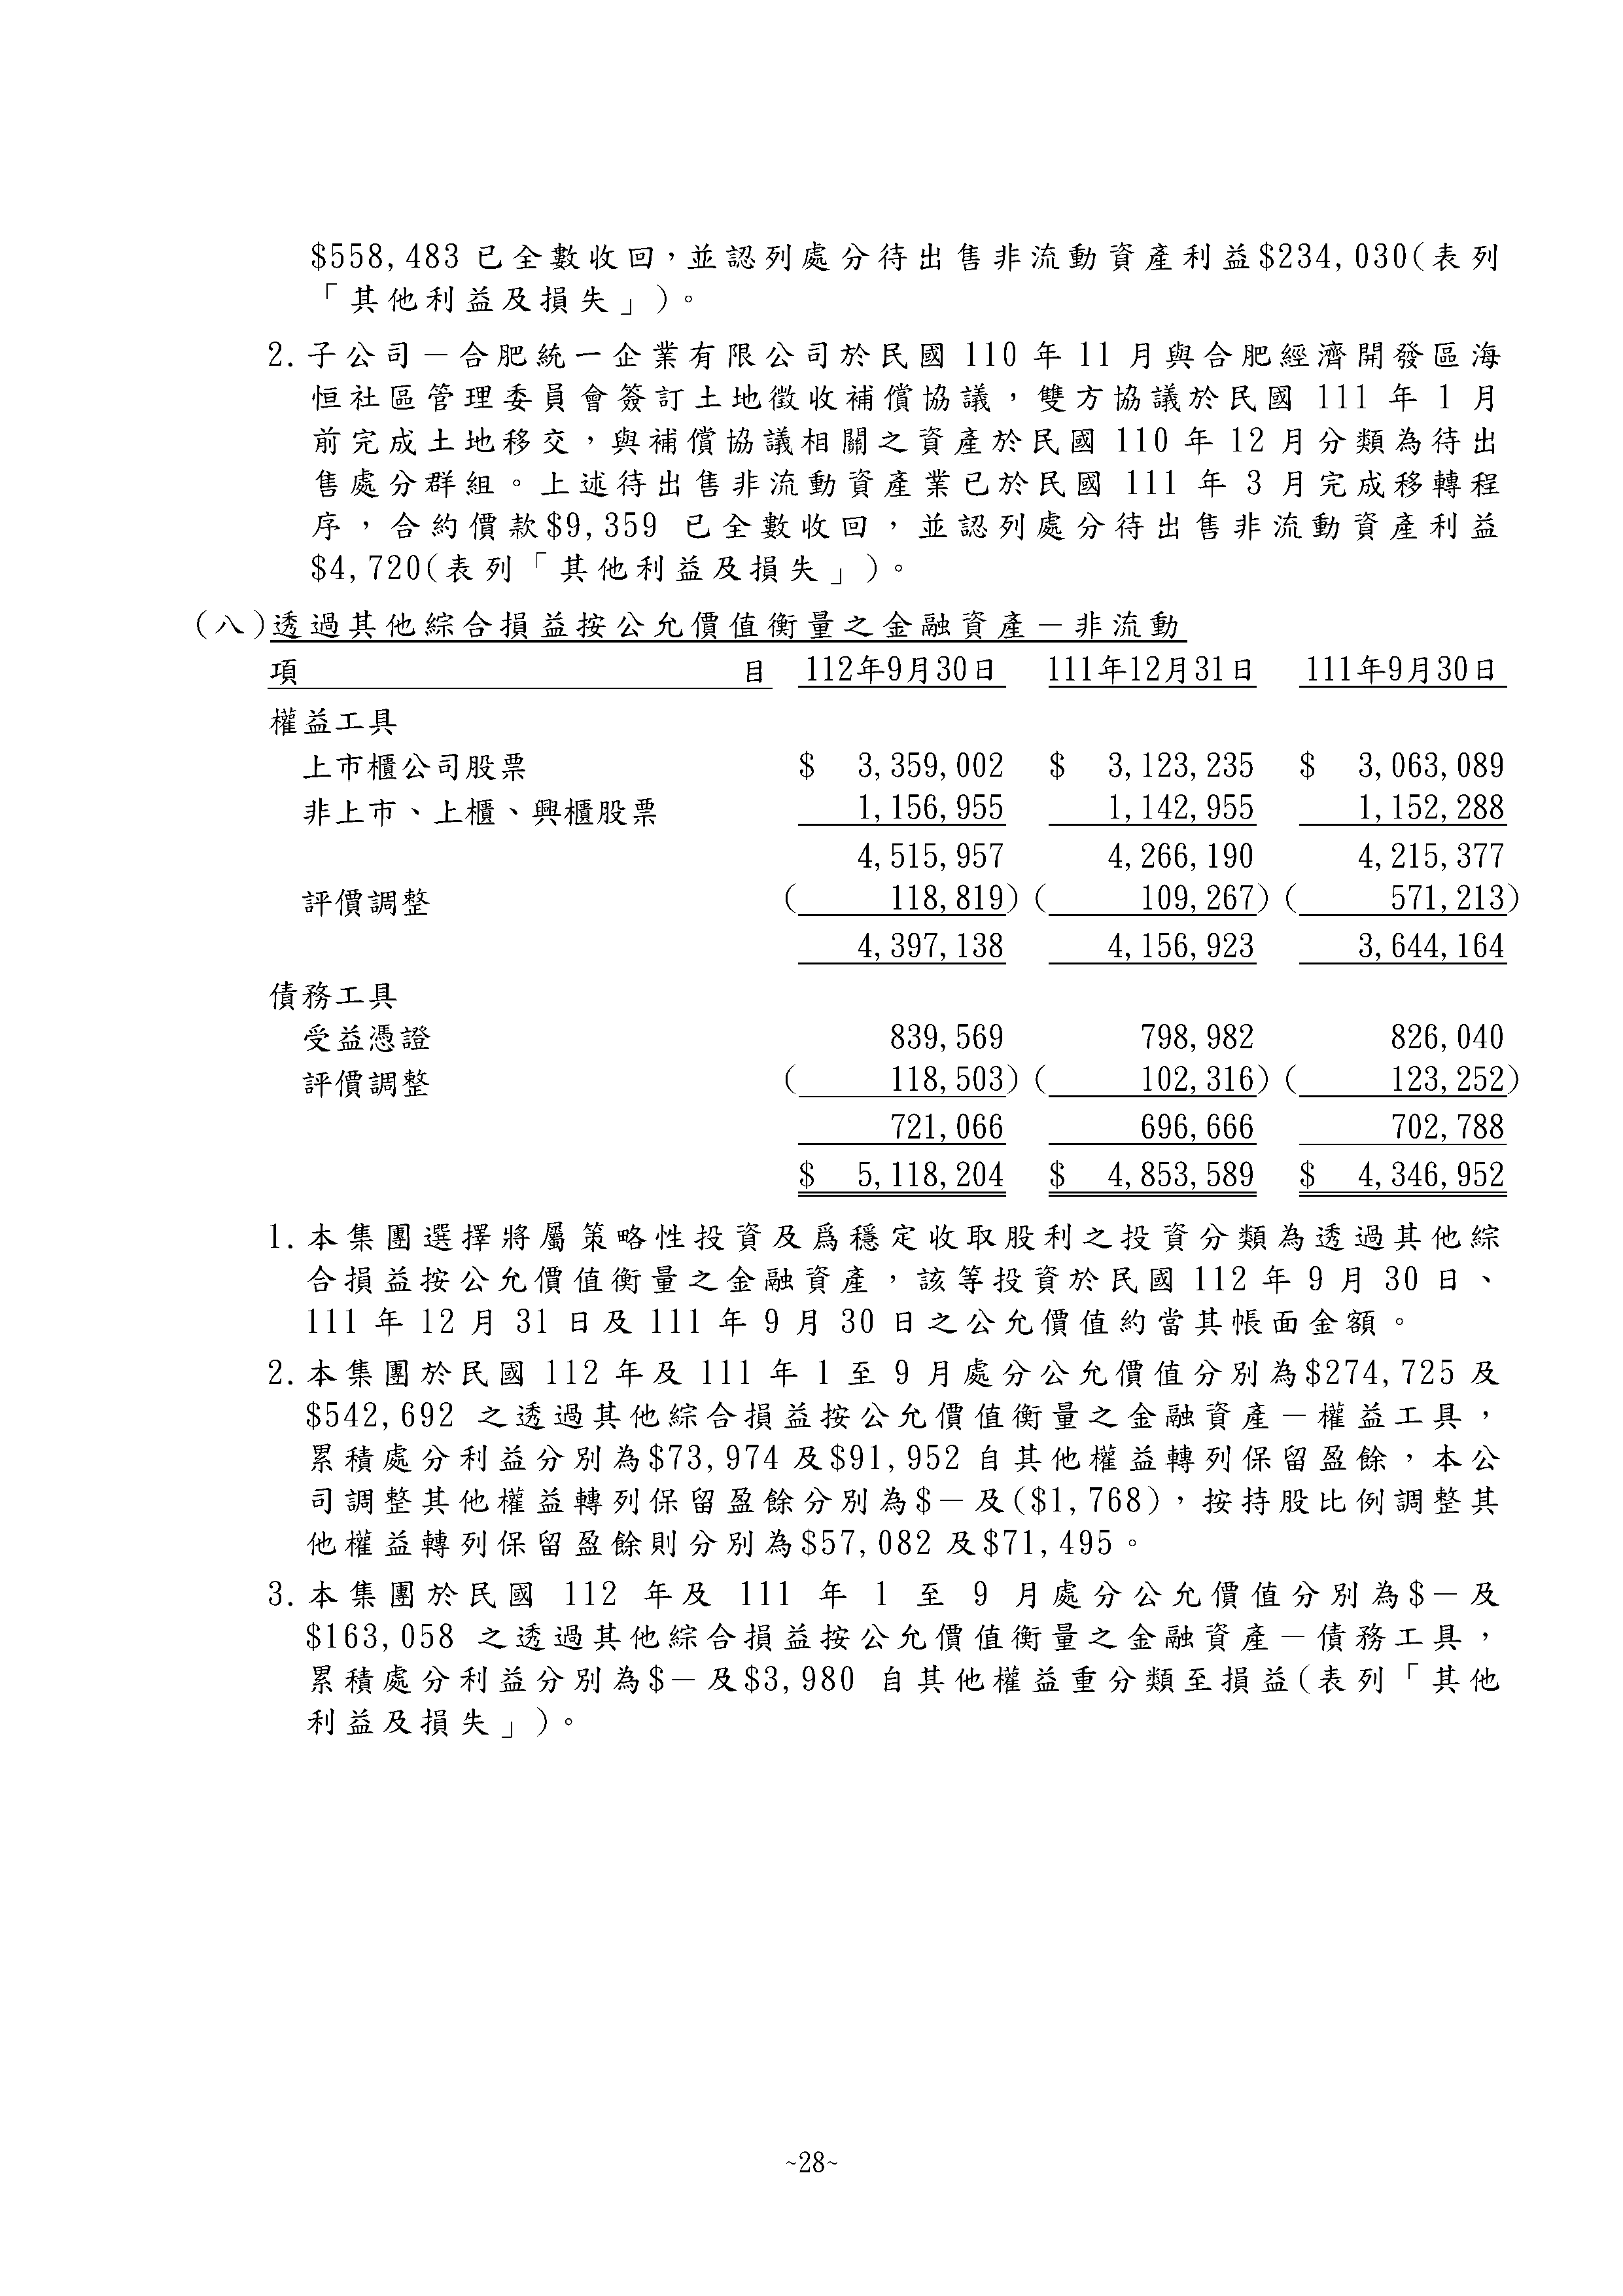 $558,483 已全數收回，並認列處分待出售非流動資產利益$234,030(表列
「其他利益及損失」)。
2.子公司－合肥統一企業有限公司於民國 110 年 11 月與合肥經濟開發區海
恒社區管理委員會簽訂土地徵收補償協議，雙方協議於民國 111 年 1 月
前完成土地移交，與補償協議相關之資產於民國 110 年 12 月分類為待出
售處分群組。上述待出售非流動資產業已於民國 111 年 3 月完成移轉程
序，合約價款$9,359 已全數收回，並認列處分待出售非流動資產利益
$4,720(表列「其他利益及損失」)。
(八)透過其他綜合損益按公允價值衡量之金融資產－非流動
項 目 112年9月30日 111年12月31日 111年9月30日
權益工具
上市櫃公司股票 $ 3,359,002 $ 3,123,235 $ 3,063,089
非上市、上櫃、興櫃股票 1,156,955 1,142,955 1,152,288
4,515,957 4,266,190 4,215,377
評價調整 ( 118,819) ( 109,267) ( 571,213)
4,397,138 4,156,923 3,644,164
債務工具
受益憑證 839,569 798,982 826,040
評價調整 ( 118,503) ( 102,316) ( 123,252)
721,066 696,666 702,788
$ 5,118,204 $ 4,853,589 $ 4,346,952
1.本集團選擇將屬策略性投資及爲穩定收取股利之投資分類為透過其他綜
合損益按公允價值衡量之金融資產，該等投資於民國 112 年 9 月 30 日、
111 年 12 月 31 日及 111 年 9 月 30 日之公允價值約當其帳面金額。
2.本集團於民國 112 年及 111 年 1 至 9 月處分公允價值分別為$274,725 及
$542,692 之透過其他綜合損益按公允價值衡量之金融資產－權益工具，
累積處分利益分別為$73,974 及$91,952 自其他權益轉列保留盈餘，本公
司調整其他權益轉列保留盈餘分別為$－及($1,768)，按持股比例調整其
他權益轉列保留盈餘則分別為$57,082 及$71,495。
3.本集團於民國 112 年及 111 年 1 至 9 月處分公允價值分別為$－及
$163,058 之透過其他綜合損益按公允價值衡量之金融資產－債務工具，
累積處分利益分別為$－及$3,980 自其他權益重分類至損益(表列「其他
利益及損失」)。
~28~